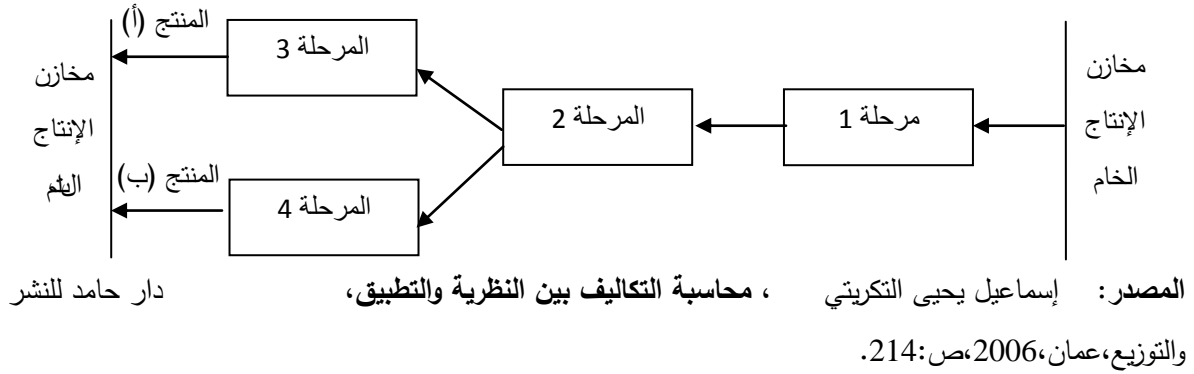 المنتج (أ)
المرحلة 3
مخازن
الإنتاج
الخام
مرحلة 1
المرحلة 2
مخازن
الإنتاج
المنتج (ب)
المرحلة 4
المصدر: إسماعيل يحيى التكريتي ، محاسبة التكاليف بين النظرية والتطبيق، دار حامد للنشر
والتوزيع،عمان،2006،ص:214.